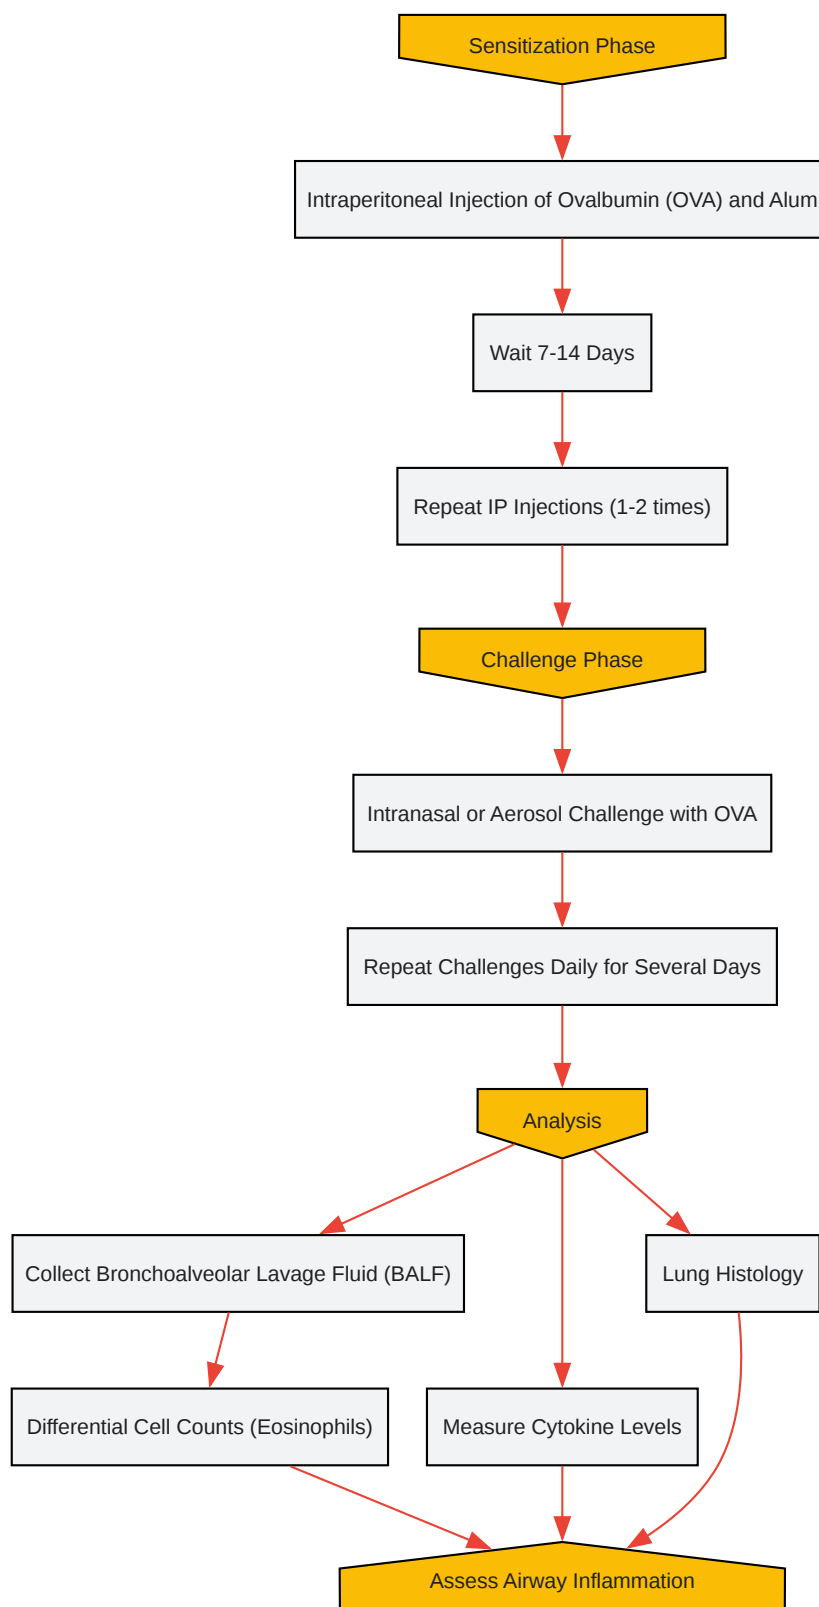 Sensitization Phase
Intraperitoneal Injection of Ovalbumin (OVA) and Alum
Wait 7-14 Days
Repeat IP Injections (1-2 times)
Challenge Phase
Intranasal or Aerosol Challenge with OVA
Repeat Challenges Daily for Several Days
Analysis
Collect Bronchoalveolar Lavage Fluid (BALF)
Lung Histology
Differential Cell Counts (Eosinophils)
Measure Cytokine Levels
Assess Airway Inflammation